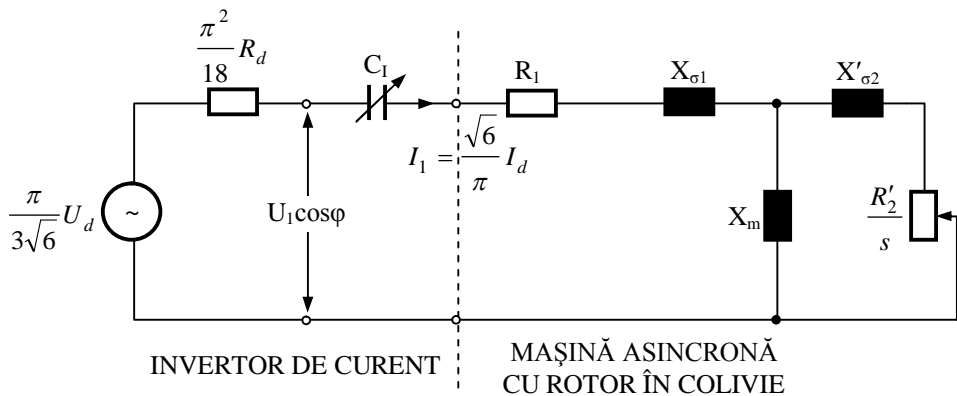 π²/18 R_d
C_I
R₁
X_σ1
X'_σ2
I₁ = √6/π I_d
π/3√6 U_d
~
U₁cosφ
X_m
R'₂/s
INVERTOR DE CURENT
MAŞINĂ ASINCRONĂ
CU ROTOR ÎN COLIVIE